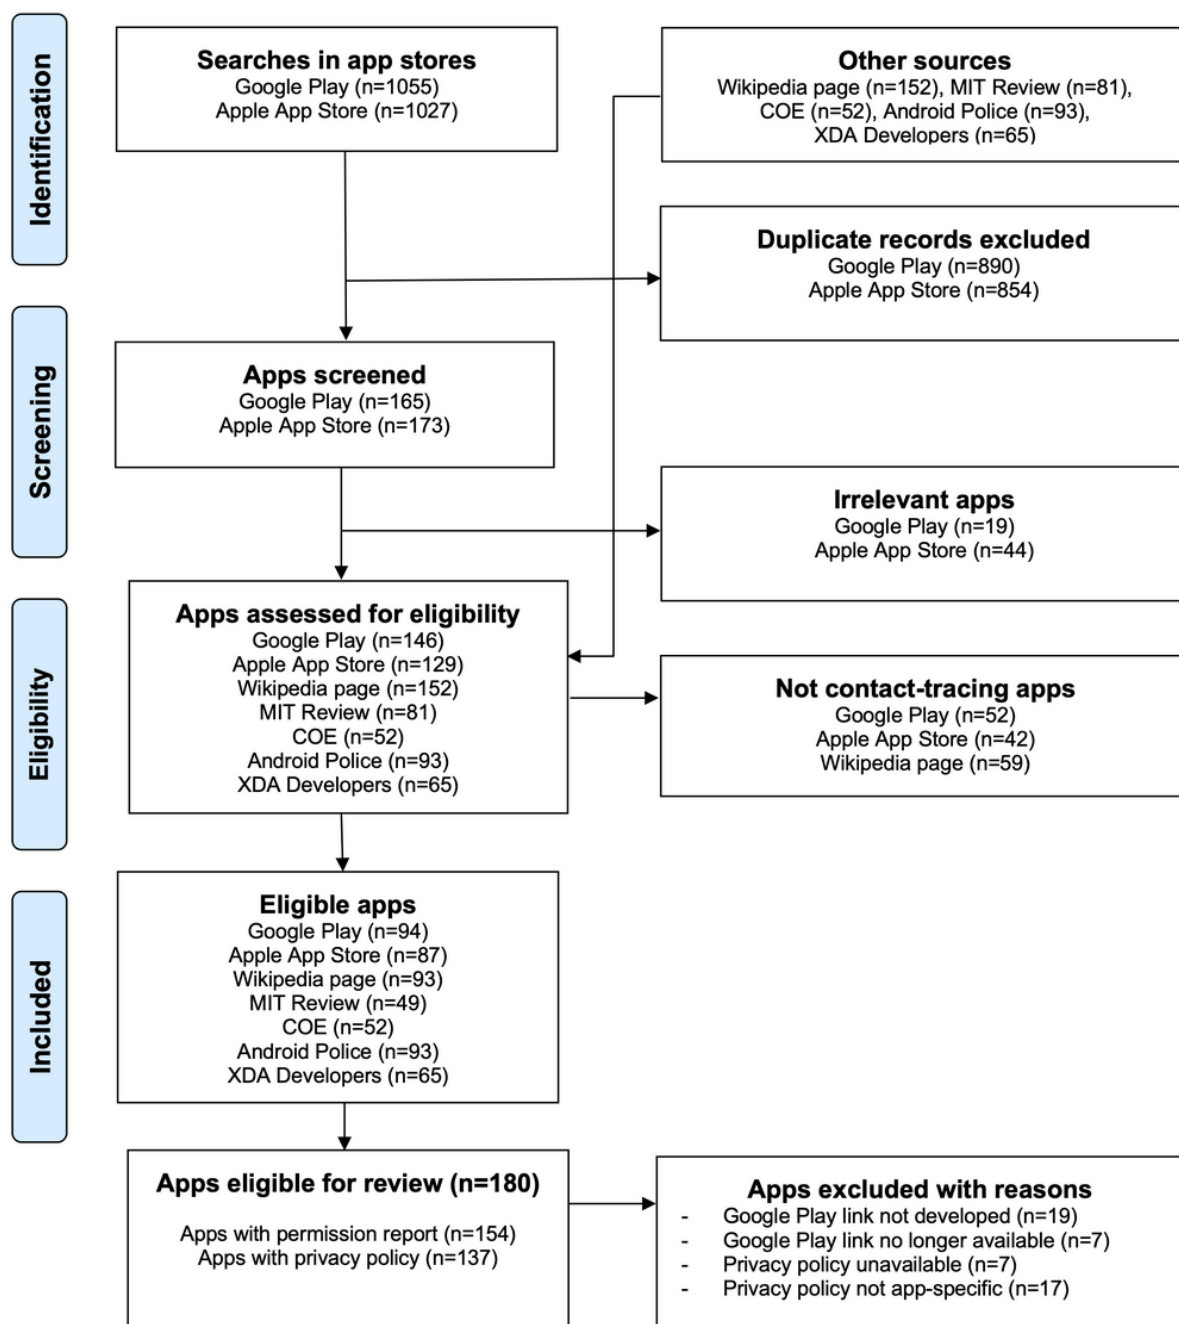 Identification
Searches in app stores
Google Play (n=1055)
Apple App Store (n=1027)
Other sources
Wikipedia page (n=152), MIT Review (n=81),
COE (n=52), Android Police (n=93),
XDA Developers (n=65)
Duplicate records excluded
Google Play (n=890)
Apple App Store (n=854)
Screening
Apps screened
Google Play (n=165)
Apple App Store (n=173)
Irrelevant apps
Google Play (n=19)
Apple App Store (n=44)
Eligibility
Apps assessed for eligibility
Google Play (n=146)
Apple App Store (n=129)
Wikipedia page (n=152)
MIT Review (n=81)
COE (n=52)
Android Police (n=93)
XDA Developers (n=65)
Not contact-tracing apps
Google Play (n=52)
Apple App Store (n=42)
Wikipedia page (n=59)
Included
Eligible apps
Google Play (n=94)
Apple App Store (n=87)
Wikipedia page (n=93)
MIT Review (n=49)
COE (n=52)
Android Police (n=93)
XDA Developers (n=65)
Apps eligible for review (n=180)
Apps with permission report (n=154)
Apps with privacy policy (n=137)
Apps excluded with reasons
- Google Play link not developed (n=19)
- Google Play link no longer available (n=7)
- Privacy policy unavailable (n=7)
- Privacy policy not app-specific (n=17)